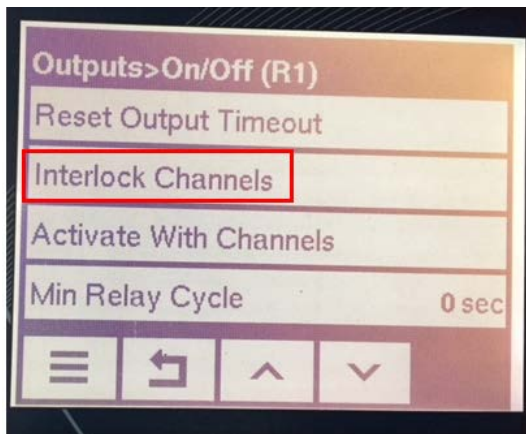 Outputs>On/Off (R1)
Reset Output Timeout
Interlock Channels
Activate With Channels
Min Relay Cycle 0 sec